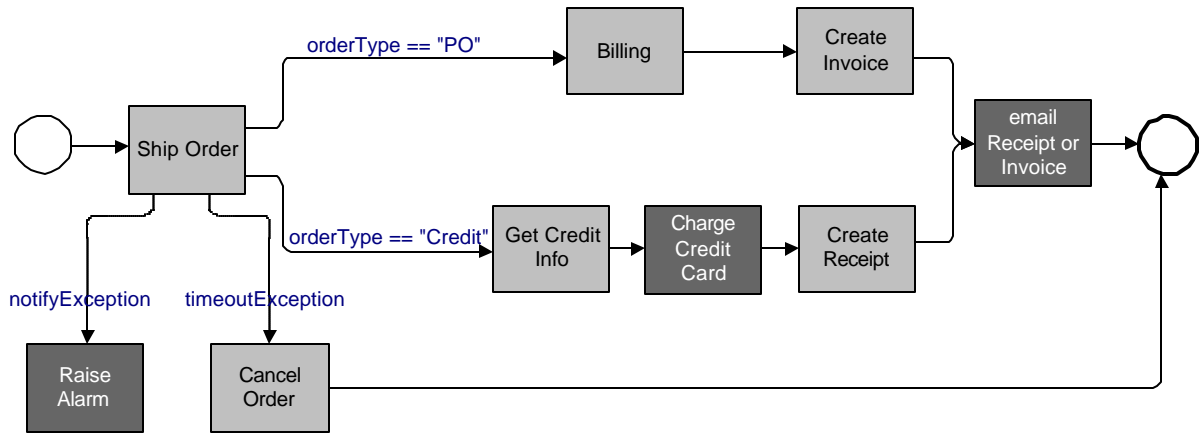 orderType == "PO"
Billing
Create
Invoice
Ship Order
email
Receipt or
Invoice
orderType == "Credit"
Get Credit
Info
Charge
Credit
Card
Create
Receipt
notifyException
timeoutException
Raise
Alarm
Cancel
Order